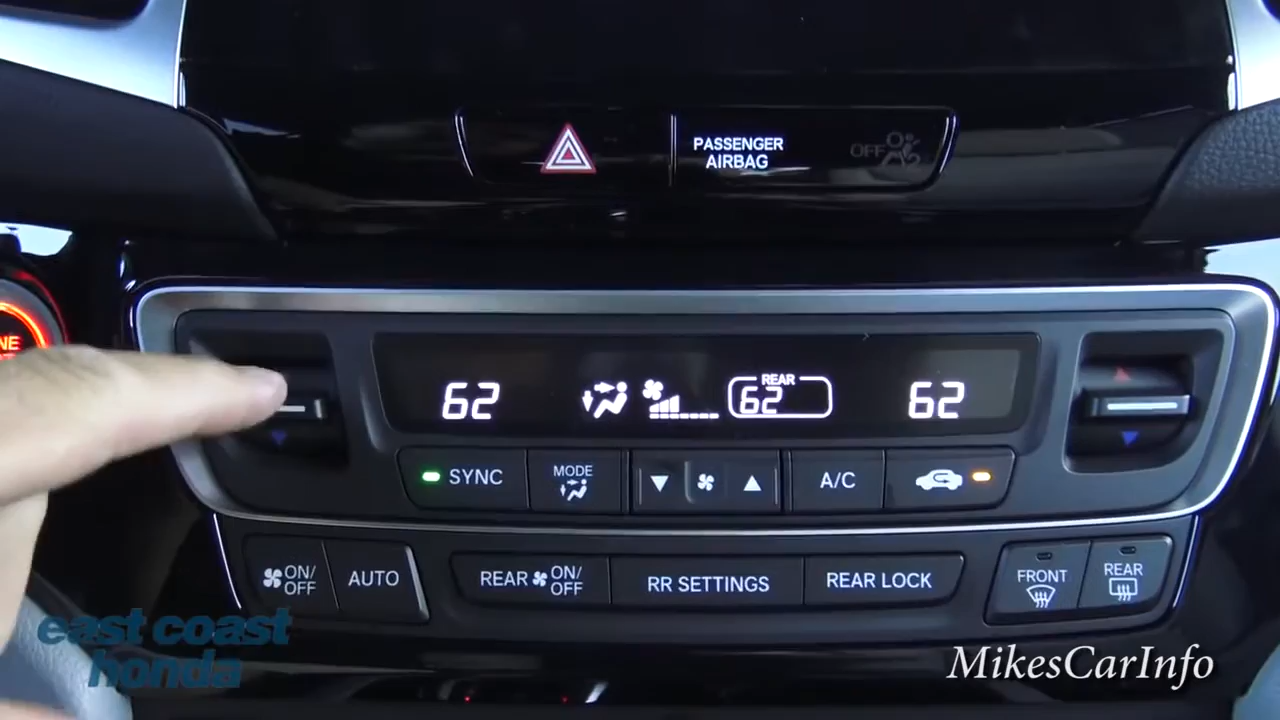 PASSENGER
AIRBAG
OFF
62
REAR
62
62
SYNC
MODE
A/C
ON/
OFF
AUTO
REAR ON/
OFF
RR SETTINGS
REAR LOCK
FRONT
REAR
east coast
honda
MikesCarInfo